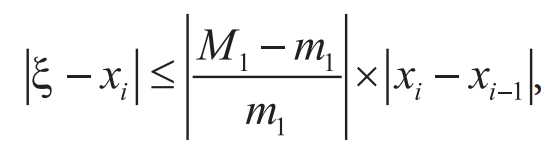 |ξ − x_i| ≤ |(M_1 − m_1)/m_1| × |x_i − x_{i−1}|,